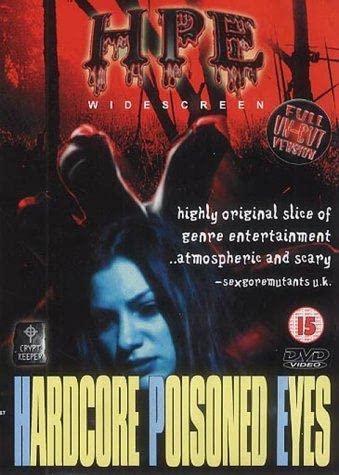 HPE
WIDESCREEN
FULL
UN-CUT
VERSION
highly original slice of
genre entertainment
..atmospheric and scary
-sexgoremutants u.k.
15
CRYPT
KEEPER
DVD
VIDEO
HARDCORE POISONED EYES